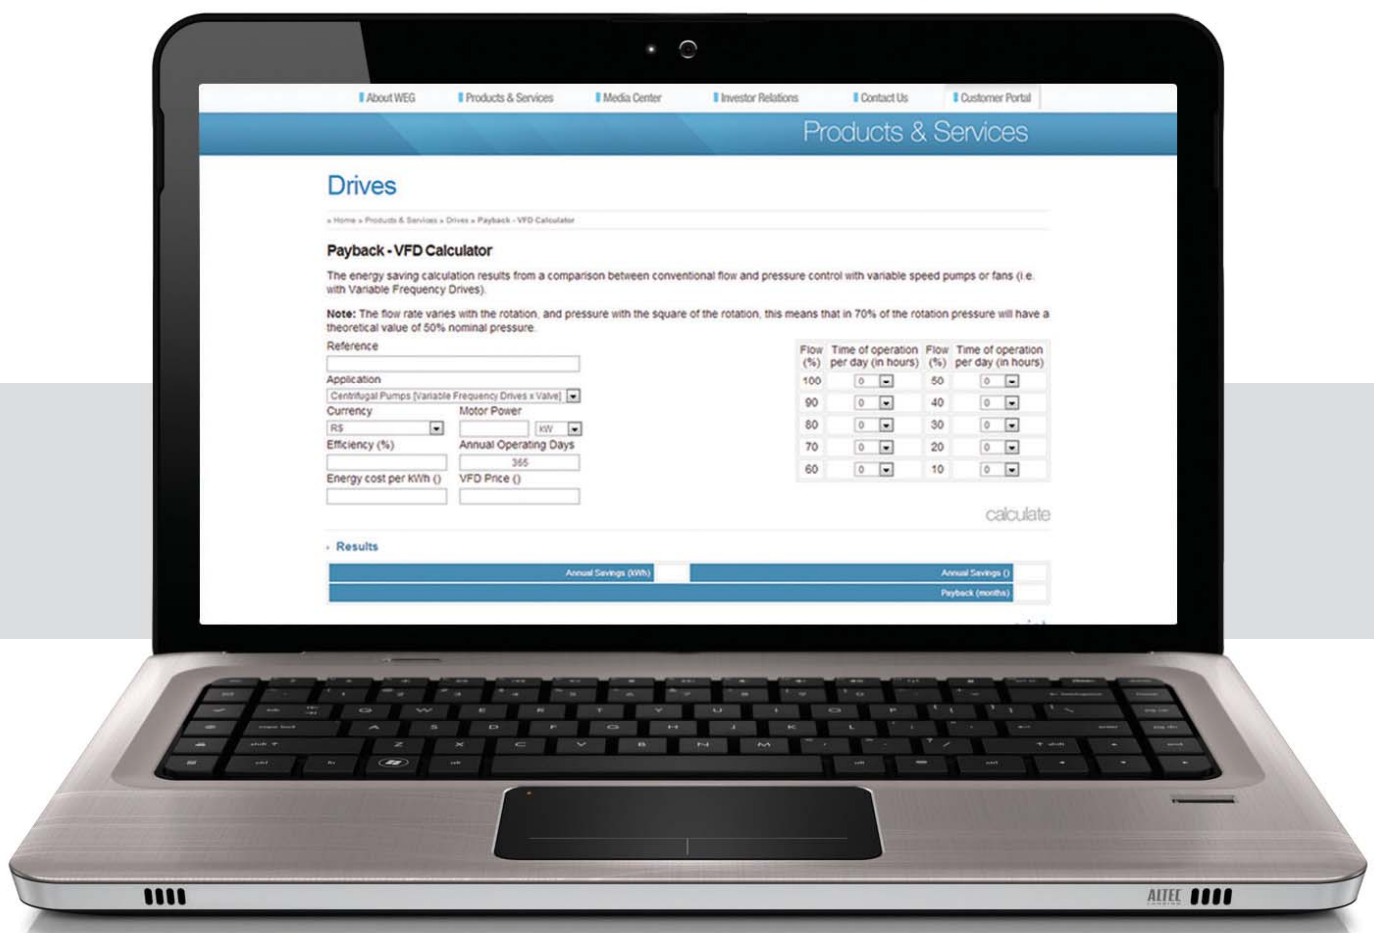 About WEG
Products & Services
Media Center
Investor Relations
Contact Us
Customer Portal
Products & Services
Drives
» Home » Products & Services » Drives » Payback - VFD Calculator
Payback - VFD Calculator
The energy saving calculation results from a comparison between conventional flow and pressure control with variable speed pumps or fans (i.e.
with Variable Frequency Drives).
Note: The flow rate varies with the rotation, and pressure with the square of the rotation, this means that in 70% of the rotation pressure will have a
theoretical value of 50% nominal pressure.
Reference
Application
Centrifugal Pumps [Variable Frequency Drives x Valve]
Currency Motor Power
R$ kW
Efficiency (%) Annual Operating Days
365
Energy cost per kWh () VFD Price ()
Flow Time of operation Flow Time of operation
(%) per day (in hours) (%) per day (in hours)
100 0 50 0
90 0 40 0
80 0 30 0
70 0 20 0
60 0 10 0
calculate
Results
Annual Savings (kWh) Annual Savings ()
Payback (months)
Q W E R T Y U I O P
A S D F G H J K L
Z X C V B N M
ALTEC